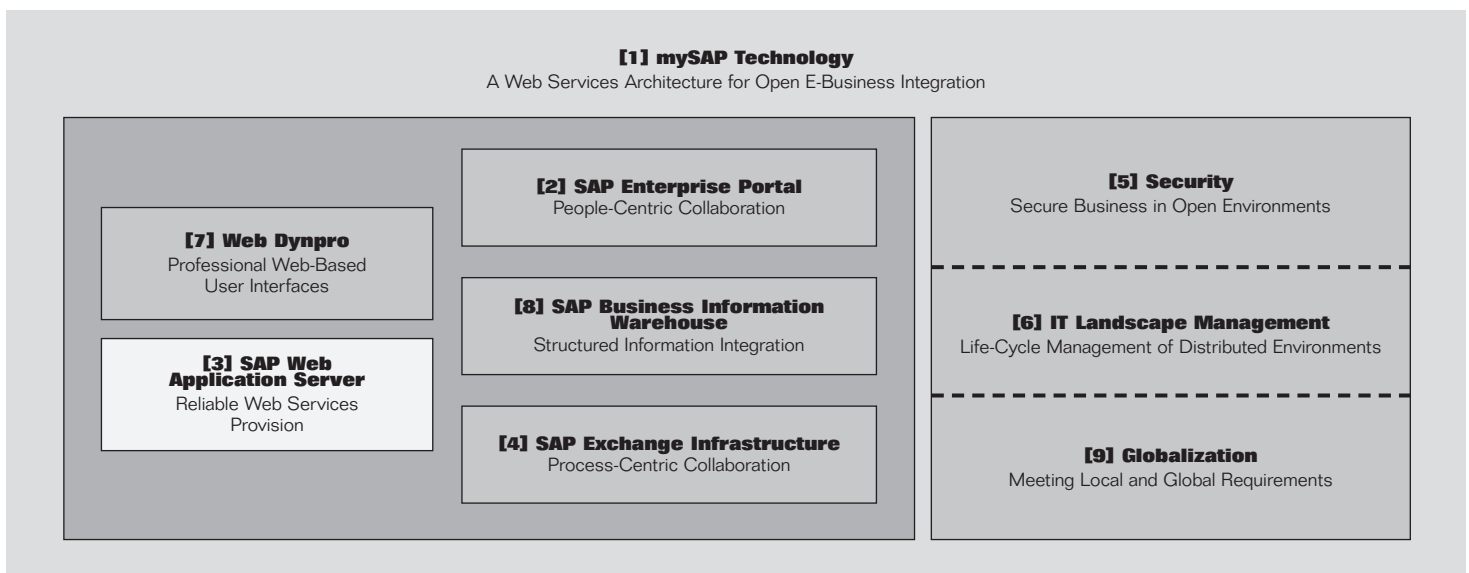 [1] mySAP Technology
A Web Services Architecture for Open E-Business Integration
[7] Web Dynpro
Professional Web-Based
User Interfaces
[3] SAP Web
Application Server
Reliable Web Services
Provision
[2] SAP Enterprise Portal
People-Centric Collaboration
[8] SAP Business Information
Warehouse
Structured Information Integration
[4] SAP Exchange Infrastructure
Process-Centric Collaboration
[5] Security
Secure Business in Open Environments
[6] IT Landscape Management
Life-Cycle Management of Distributed Environments
[9] Globalization
Meeting Local and Global Requirements